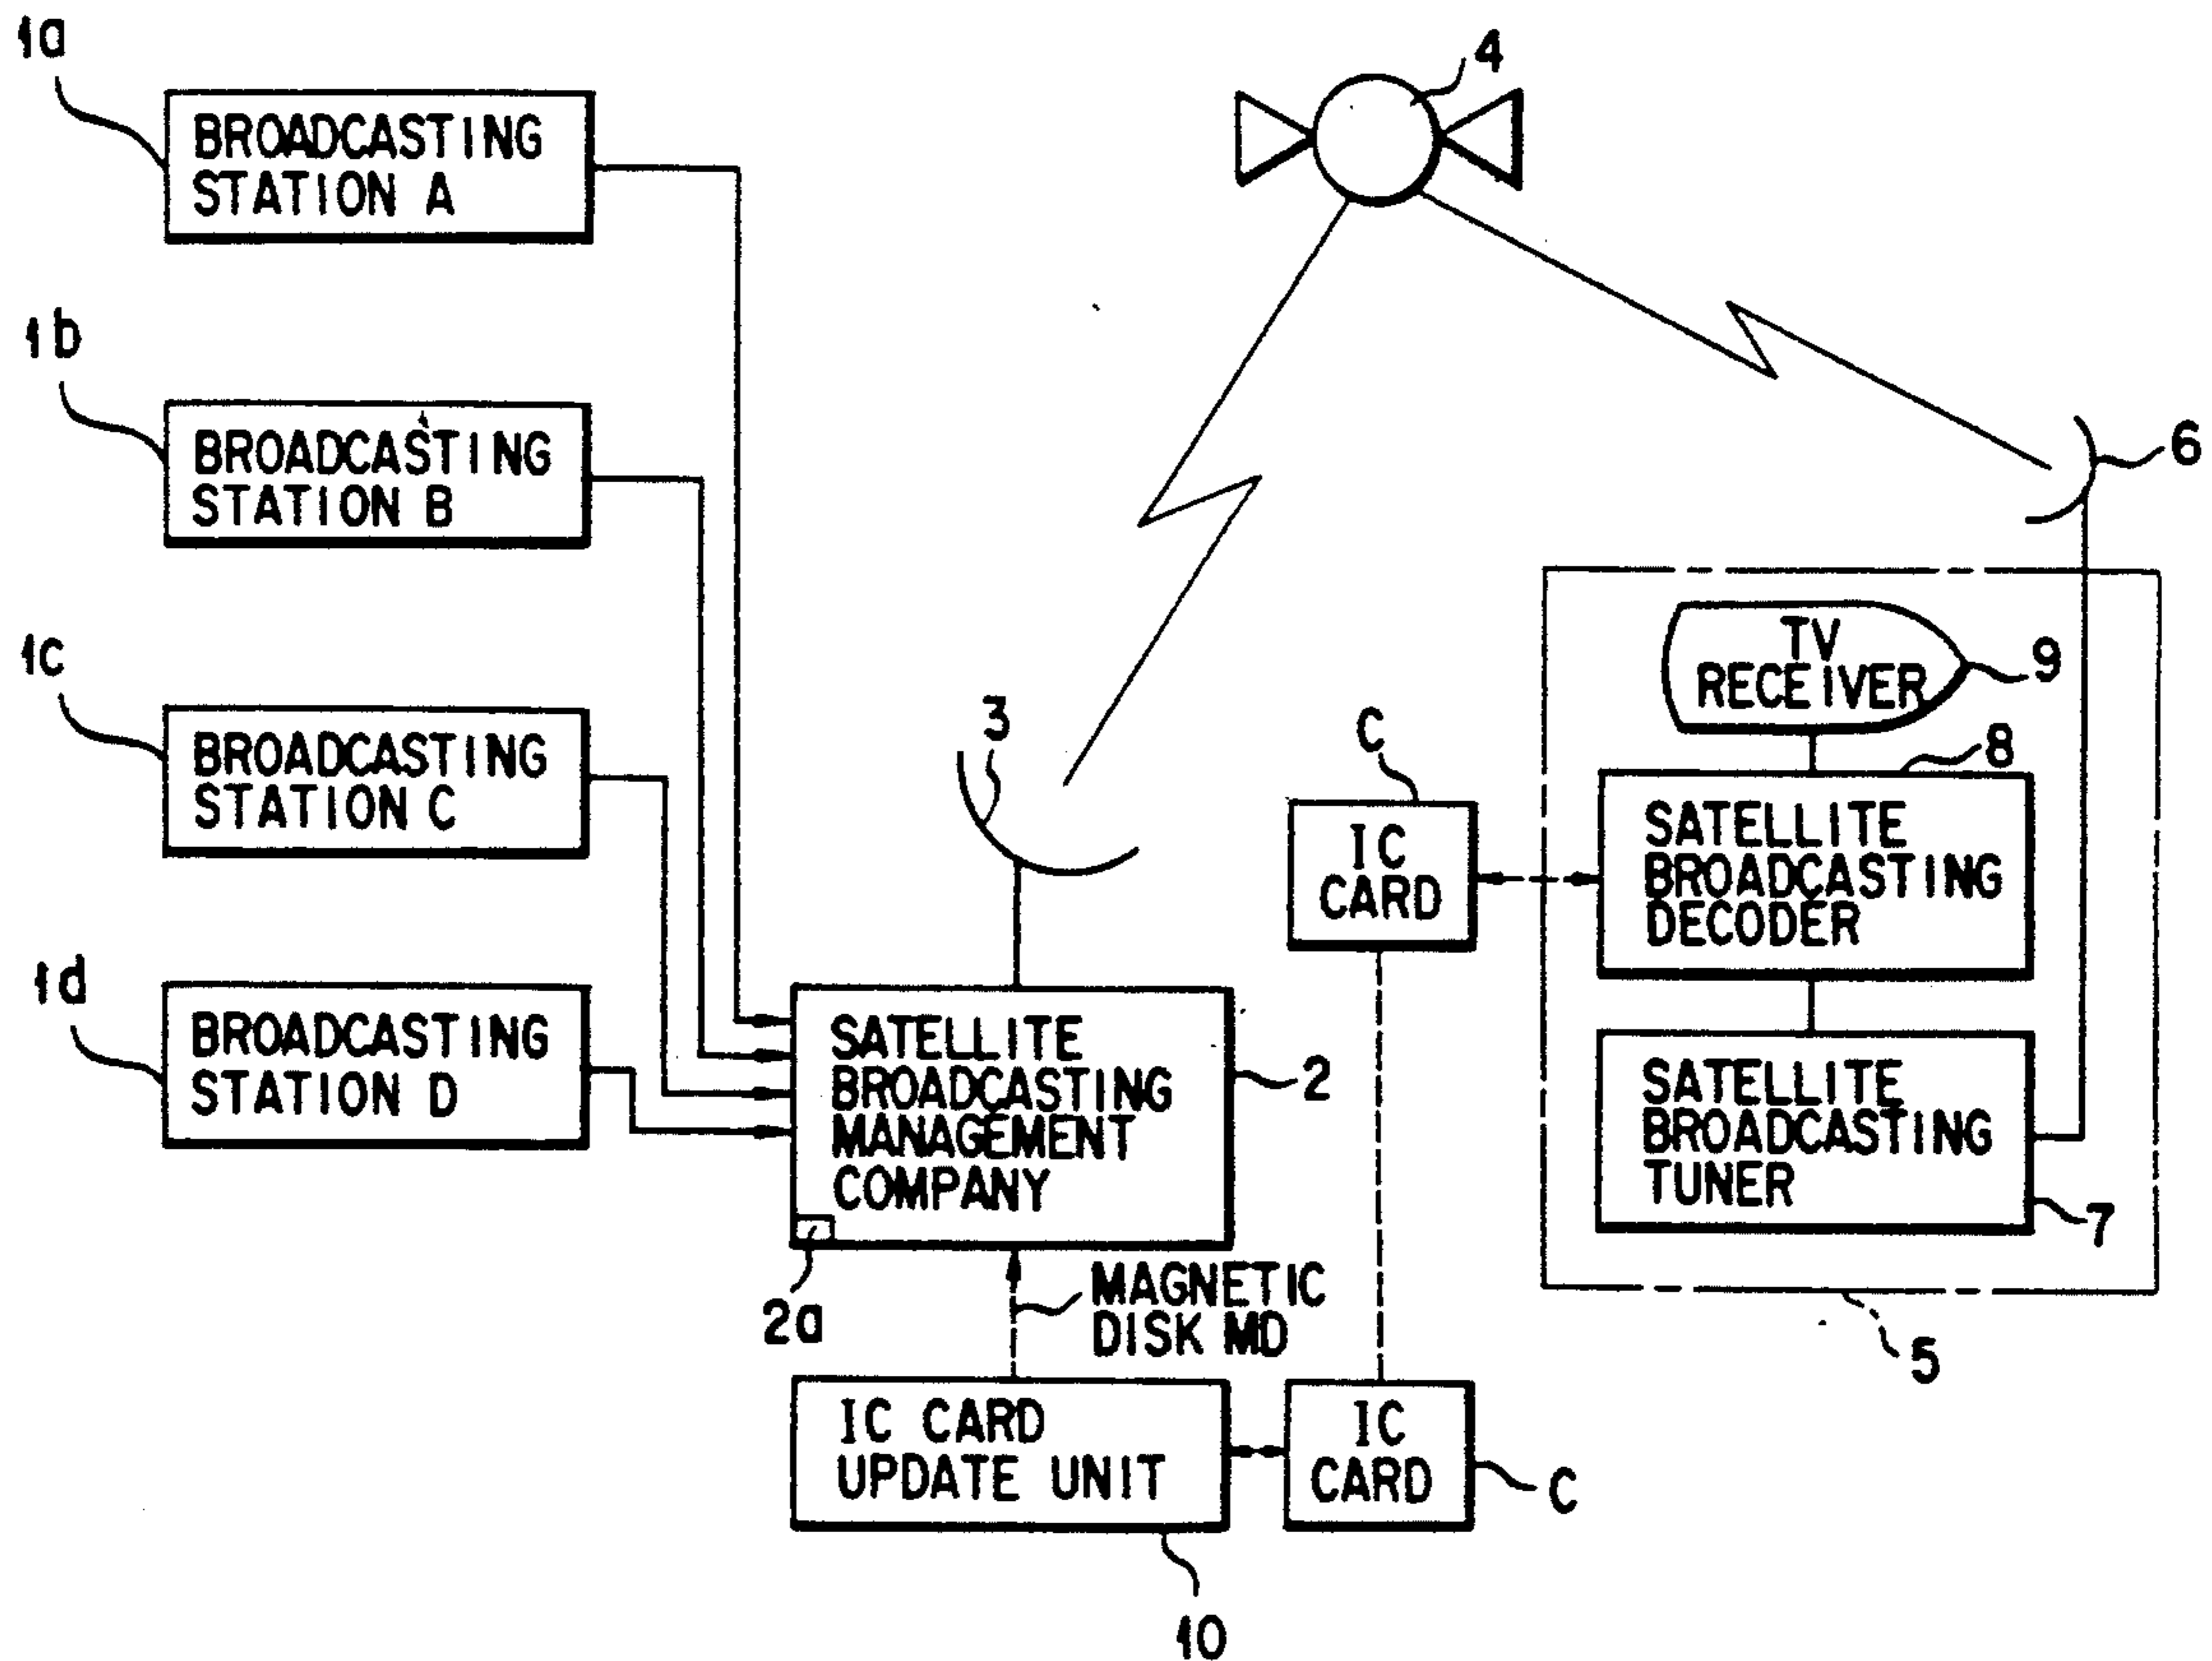 1a
BROADCASTING
STATION A
4
1b
BROADCASTING
STATION B
6
1c
BROADCASTING
STATION C
3
TV
RECEIVER
9
C
IC
CARD
8
SATELLITE
BROADCASTING
DECODER
1d
BROADCASTING
STATION D
SATELLITE
BROADCASTING
MANAGEMENT
COMPANY
2
SATELLITE
BROADCASTING
TUNER
7
2a
MAGNETIC
DISK MD
5
IC CARD
UPDATE UNIT
IC
CARD
C
10